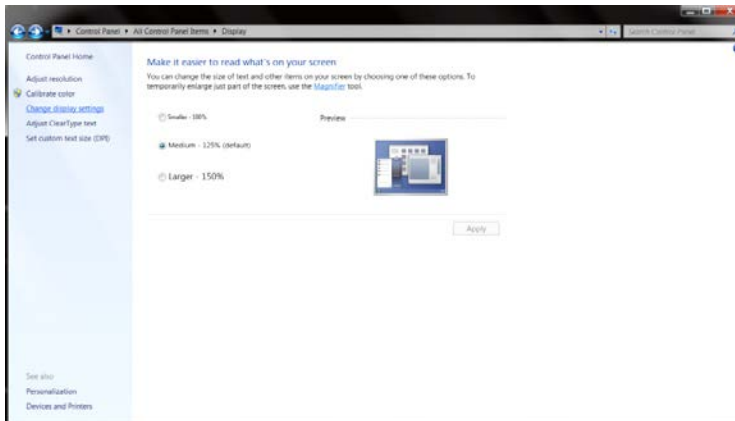 Control Panel ▸ All Control Panel Items ▸ Display
Search Control Panel
Control Panel Home
Adjust resolution
Calibrate color
Change display settings
Adjust ClearType text
Set custom text size (DPI)
Make it easier to read what's on your screen
You can change the size of text and other items on your screen by choosing one of these options. To
temporarily enlarge just part of the screen, use the Magnifier tool.
Smaller - 100%
Preview
Medium - 125% (default)
Larger - 150%
Apply
See also
Personalization
Devices and Printers